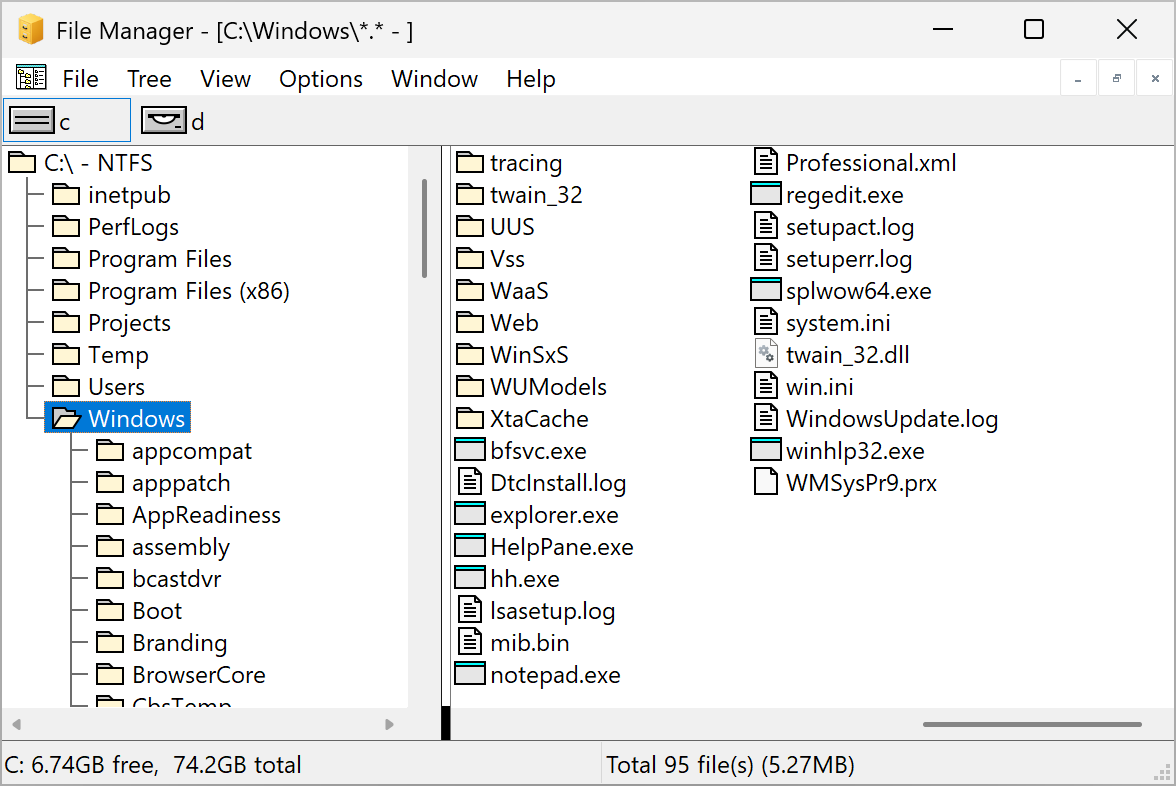 File Manager - [C:\Windows\*.* - ]
File Tree View Options Window Help
c d
C:\ - NTFS
inetpub
PerfLogs
Program Files
Program Files (x86)
Projects
Temp
Users
Windows
appcompat
apppatch
AppReadiness
assembly
bcastdvr
Boot
Branding
BrowserCore
CbsTemp
tracing
twain_32
UUS
Vss
WaaS
Web
WinSxS
WUModels
XtaCache
bfsvc.exe
DtcInstall.log
explorer.exe
HelpPane.exe
hh.exe
lsasetup.log
mib.bin
notepad.exe
Professional.xml
regedit.exe
setupact.log
setuperr.log
splwow64.exe
system.ini
twain_32.dll
win.ini
WindowsUpdate.log
winhlp32.exe
WMSysPr9.prx
C: 6.74GB free, 74.2GB total
Total 95 file(s) (5.27MB)